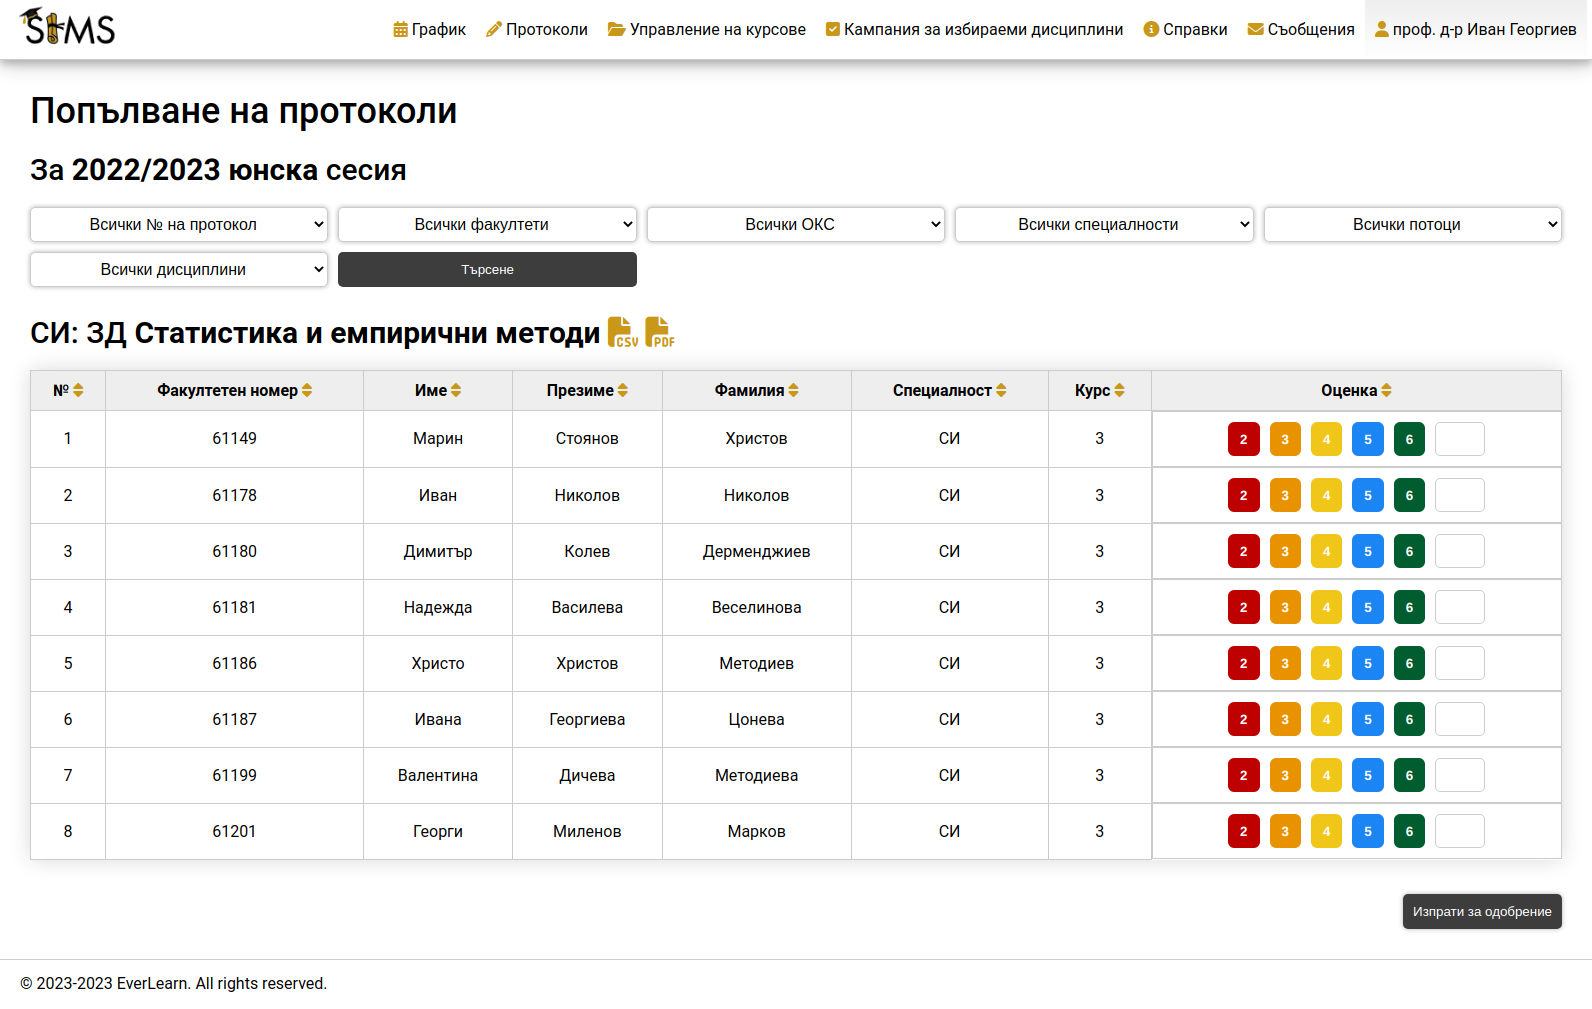 SIMS График Протоколи Управление на курсове Кампания за избираеми дисциплини Справки Съобщения проф. д-р Иван Георгиев
Попълване на протоколи
За 2022/2023 юнска сесия
Всички № на протокол Всички факултети Всички ОКС Всички специалности Всички потоци
Всички дисциплини Търсене
СИ: ЗД Статистика и емпирични методи CSV PDF
№ Факултетен номер Име Презиме Фамилия Специалност Курс Оценка
1 61149 Марин Стоянов Христов СИ 3 2 3 4 5 6
2 61178 Иван Николов Николов СИ 3 2 3 4 5 6
3 61180 Димитър Колев Дерменджиев СИ 3 2 3 4 5 6
4 61181 Надежда Василева Веселинова СИ 3 2 3 4 5 6
5 61186 Христо Христов Методиев СИ 3 2 3 4 5 6
6 61187 Ивана Георгиева Цонева СИ 3 2 3 4 5 6
7 61199 Валентина Дичева Методиева СИ 3 2 3 4 5 6
8 61201 Георги Миленов Марков СИ 3 2 3 4 5 6
Изпрати за одобрение
© 2023-2023 EverLearn. All rights reserved.